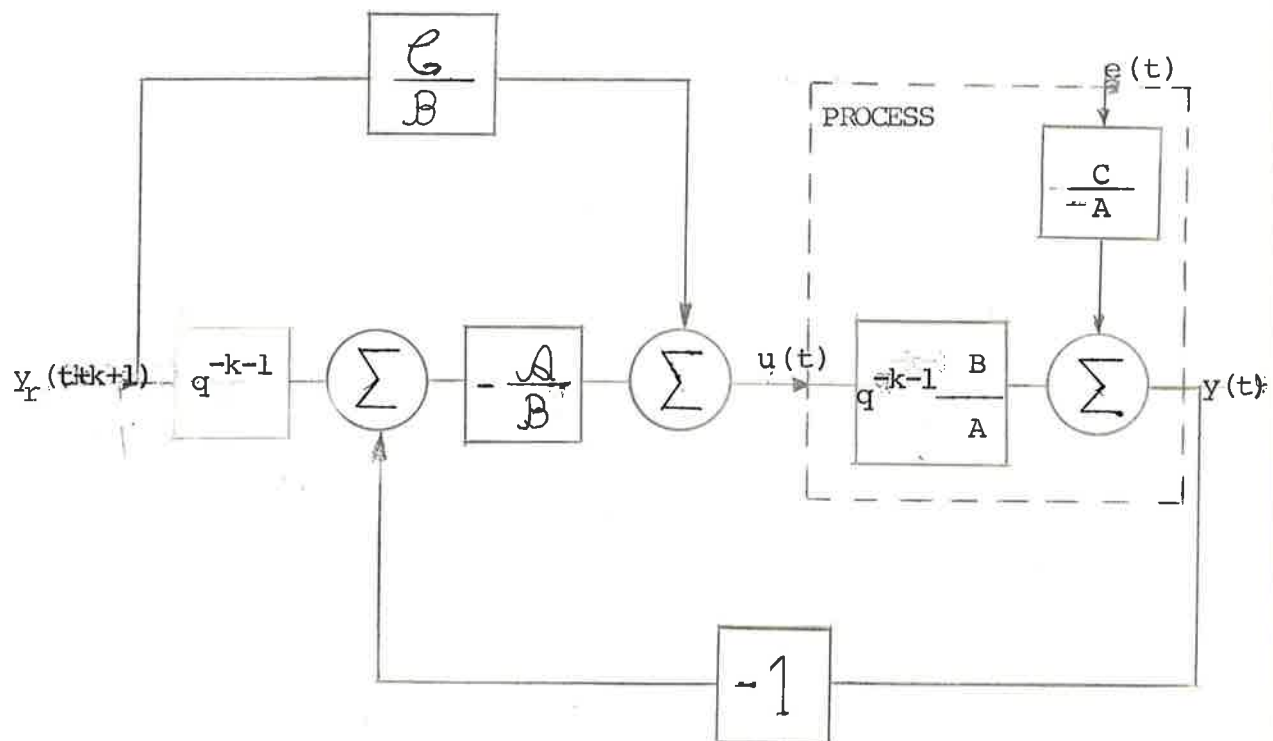 𝒞
ℬ
e(t)
PROCESS
C
A
y_r(t+k+1)
q^{-k-1}
Σ
- 𝒜
ℬ
Σ
u(t)
q^{-k-1} B
A
Σ
y(t)
-1